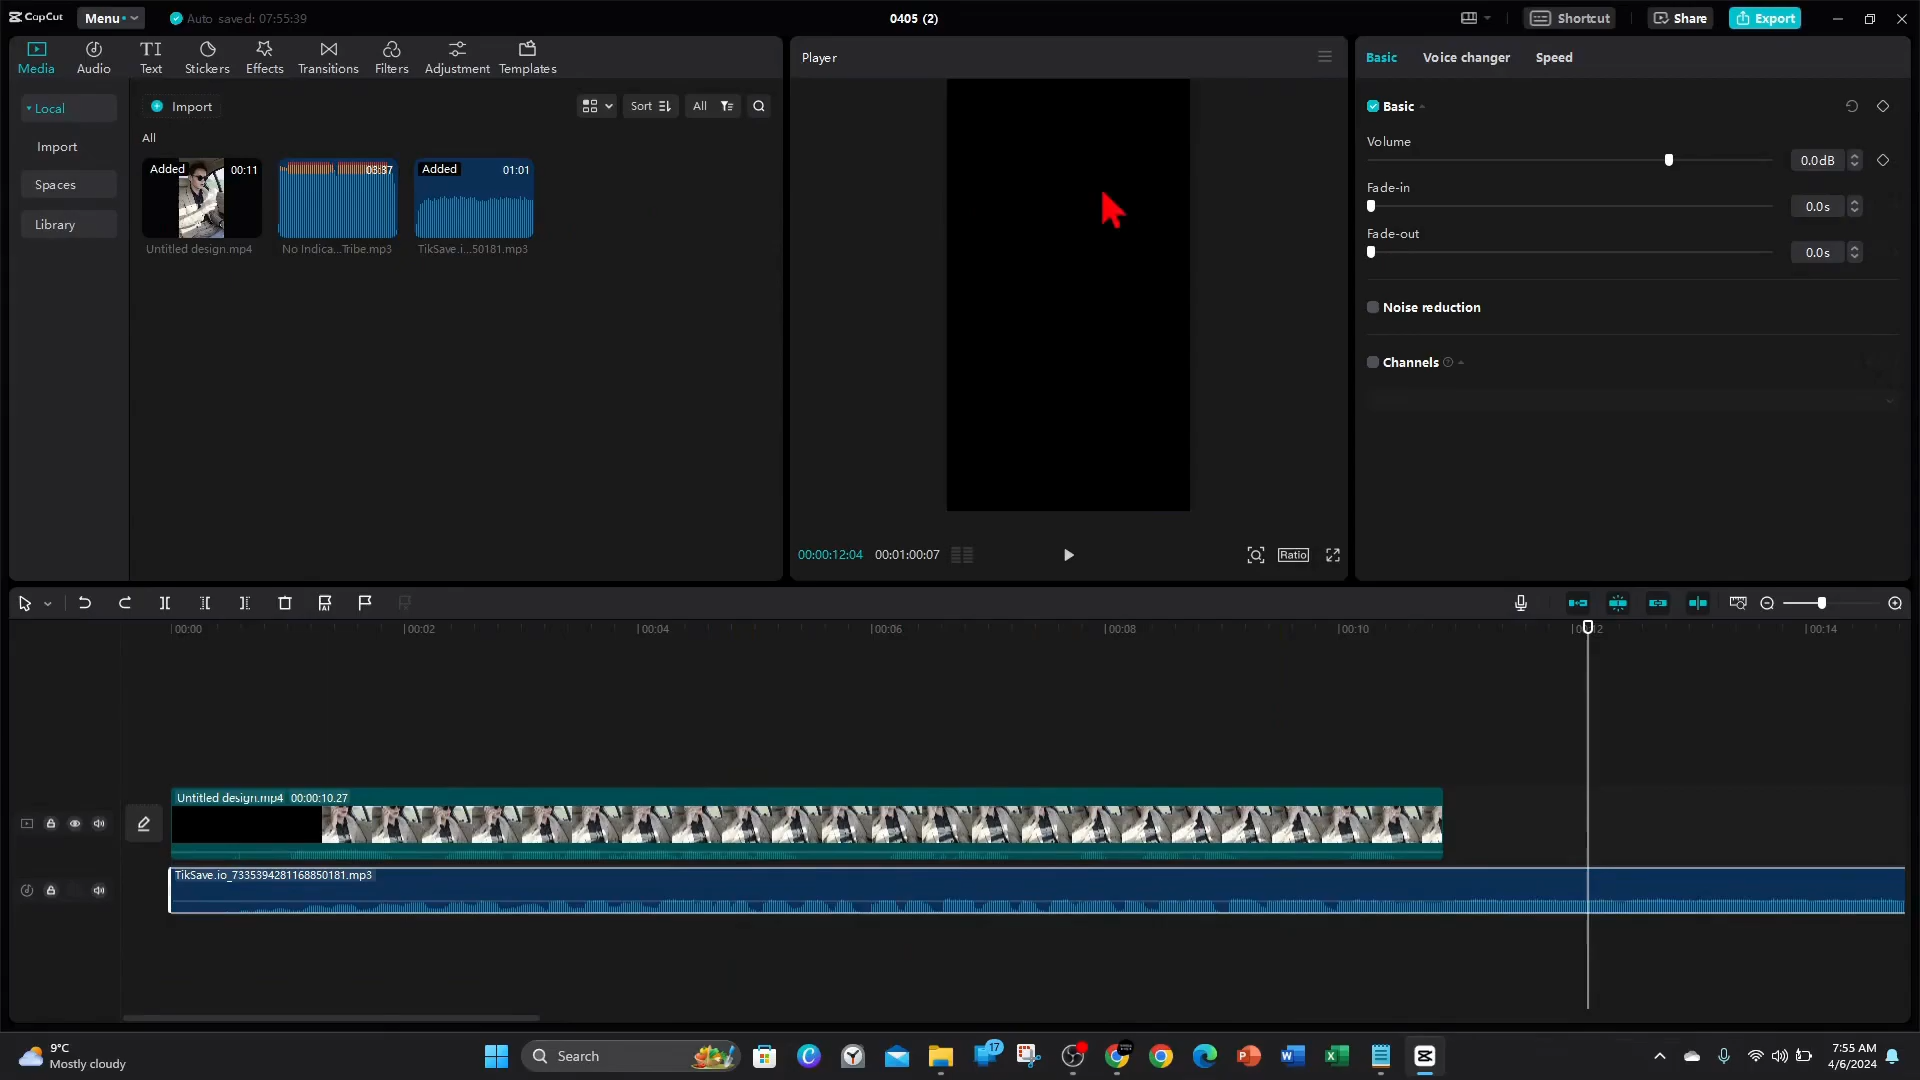 CapCut
Menu
Auto saved: 07:55:39
0405 (2)
Shortcut
Share
Export
Media
Audio
Text
Stickers
Effects
Transitions
Filters
Adjustment
Templates
Local
Import
Spaces
Library
Import
Sort
All
All
Added
00:11
Untitled design.mp4
03:37
No Indica...Tribe.mp3
Added
01:01
TikSave.i...50181.mp3
Player
00:00:12:04
00:01:00:07
Ratio
Basic
Voice changer
Speed
Basic
Volume
0.0dB
Fade-in
0.0s
Fade-out
0.0s
Noise reduction
Channels
00:00
00:02
00:04
00:06
00:08
00:10
00:12
00:14
Untitled design.mp4 00:00:10.27
TikSave.io_7335394281168850181.mp3
9°C
Mostly cloudy
Search
17
7:55 AM
4/6/2024